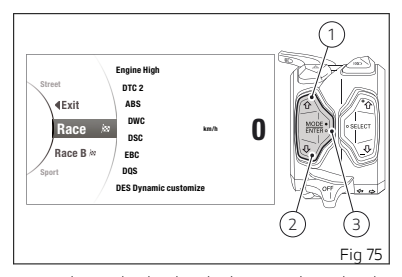 1
Street
Exit
Race
Race B
Sport
Engine High
DTC 2
ABS
DWC
DSC
EBC
DQS
DES Dynamic customize
km/h
0
MODE
ENTER
SELECT
OFF
2
3
Fig 75